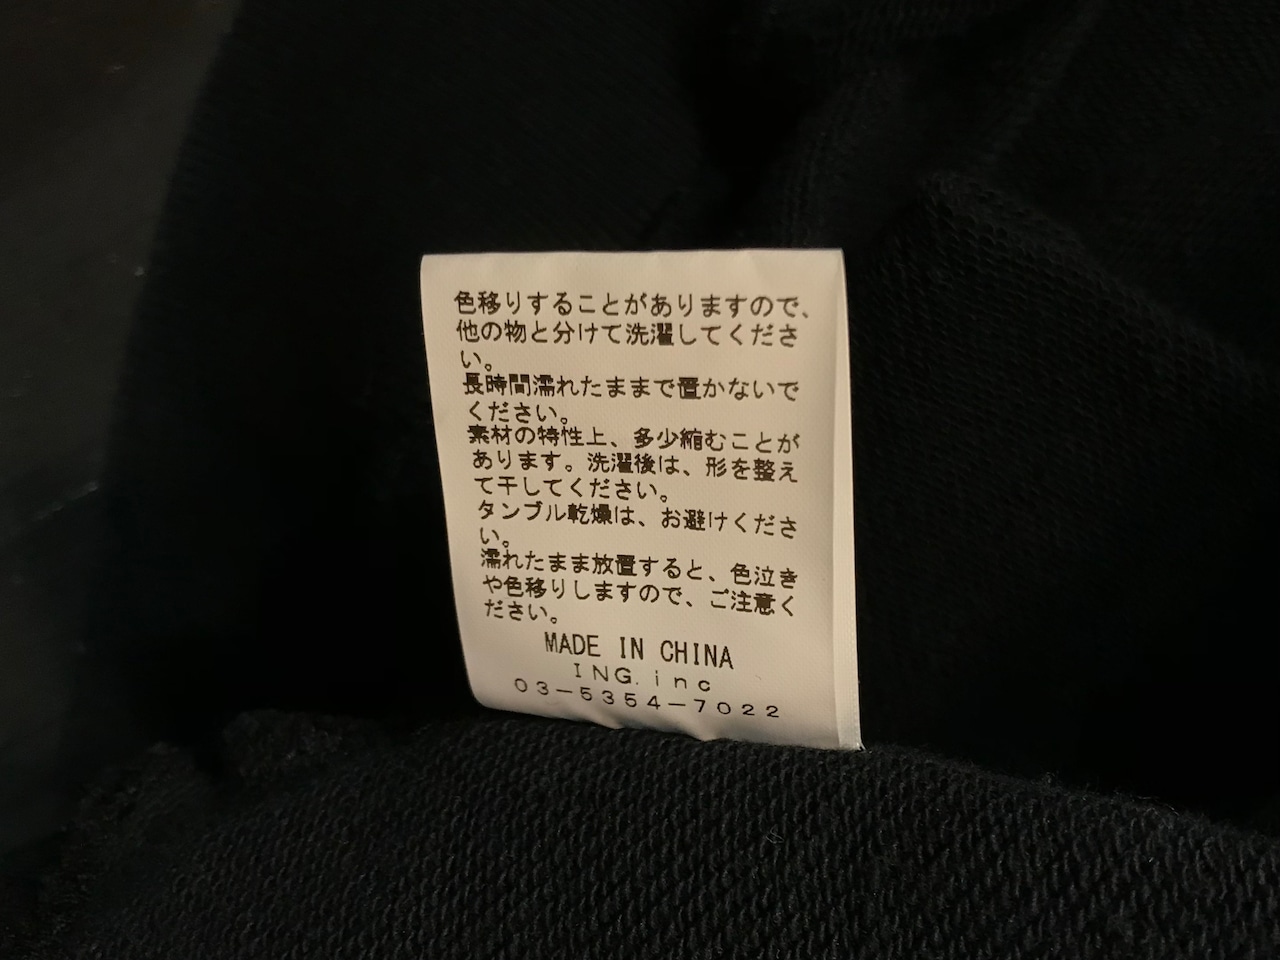 色移りすることがありますので、
他の物と分けて洗濯してくださ
い。
長時間濡れたままで置かないで
ください。
素材の特性上、多少縮むことが
あります。洗濯後は、形を整え
て干してください。
タンブル乾燥は、お避けくださ
い。
濡れたまま放置すると、色泣き
や色移りしますので、ご注意く
ださい。
MADE IN CHINA
ING.inc
03-5354-7022